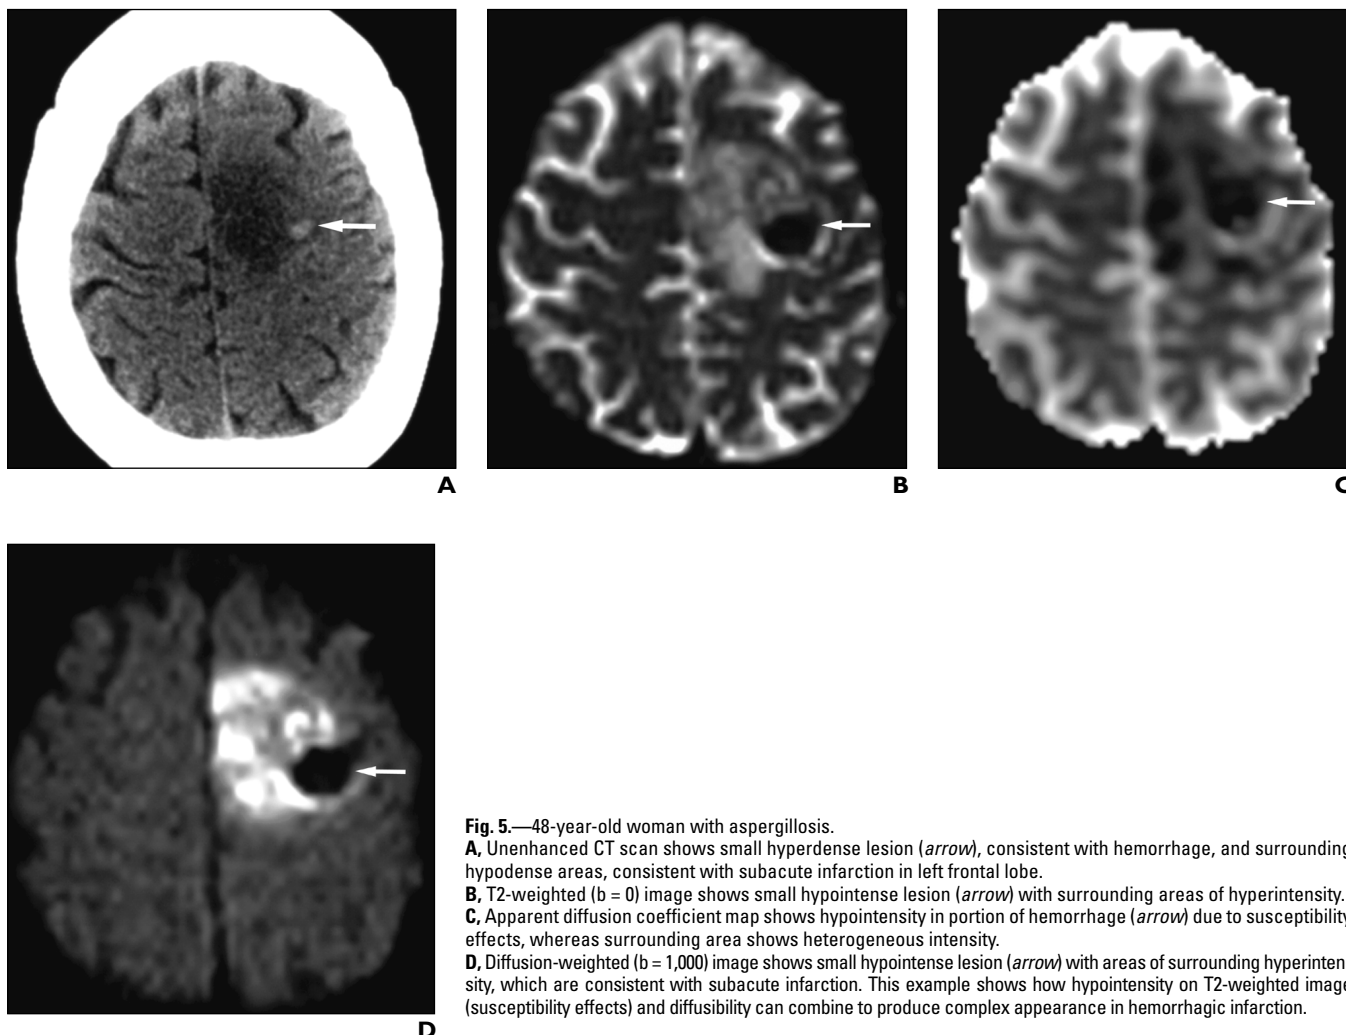 A
B
C
D
Fig. 5.—48-year-old woman with aspergillosis.
A, Unenhanced CT scan shows small hyperdense lesion (arrow), consistent with hemorrhage, and surrounding
hypodense areas, consistent with subacute infarction in left frontal lobe.
B, T2-weighted (b = 0) image shows small hypointense lesion (arrow) with surrounding areas of hyperintensity.
C, Apparent diffusion coefficient map shows hypointensity in portion of hemorrhage (arrow) due to susceptibility
effects, whereas surrounding area shows heterogeneous intensity.
D, Diffusion-weighted (b = 1,000) image shows small hypointense lesion (arrow) with areas of surrounding hyperinten-
sity, which are consistent with subacute infarction. This example shows how hypointensity on T2-weighted image
(susceptibility effects) and diffusibility can combine to produce complex appearance in hemorrhagic infarction.